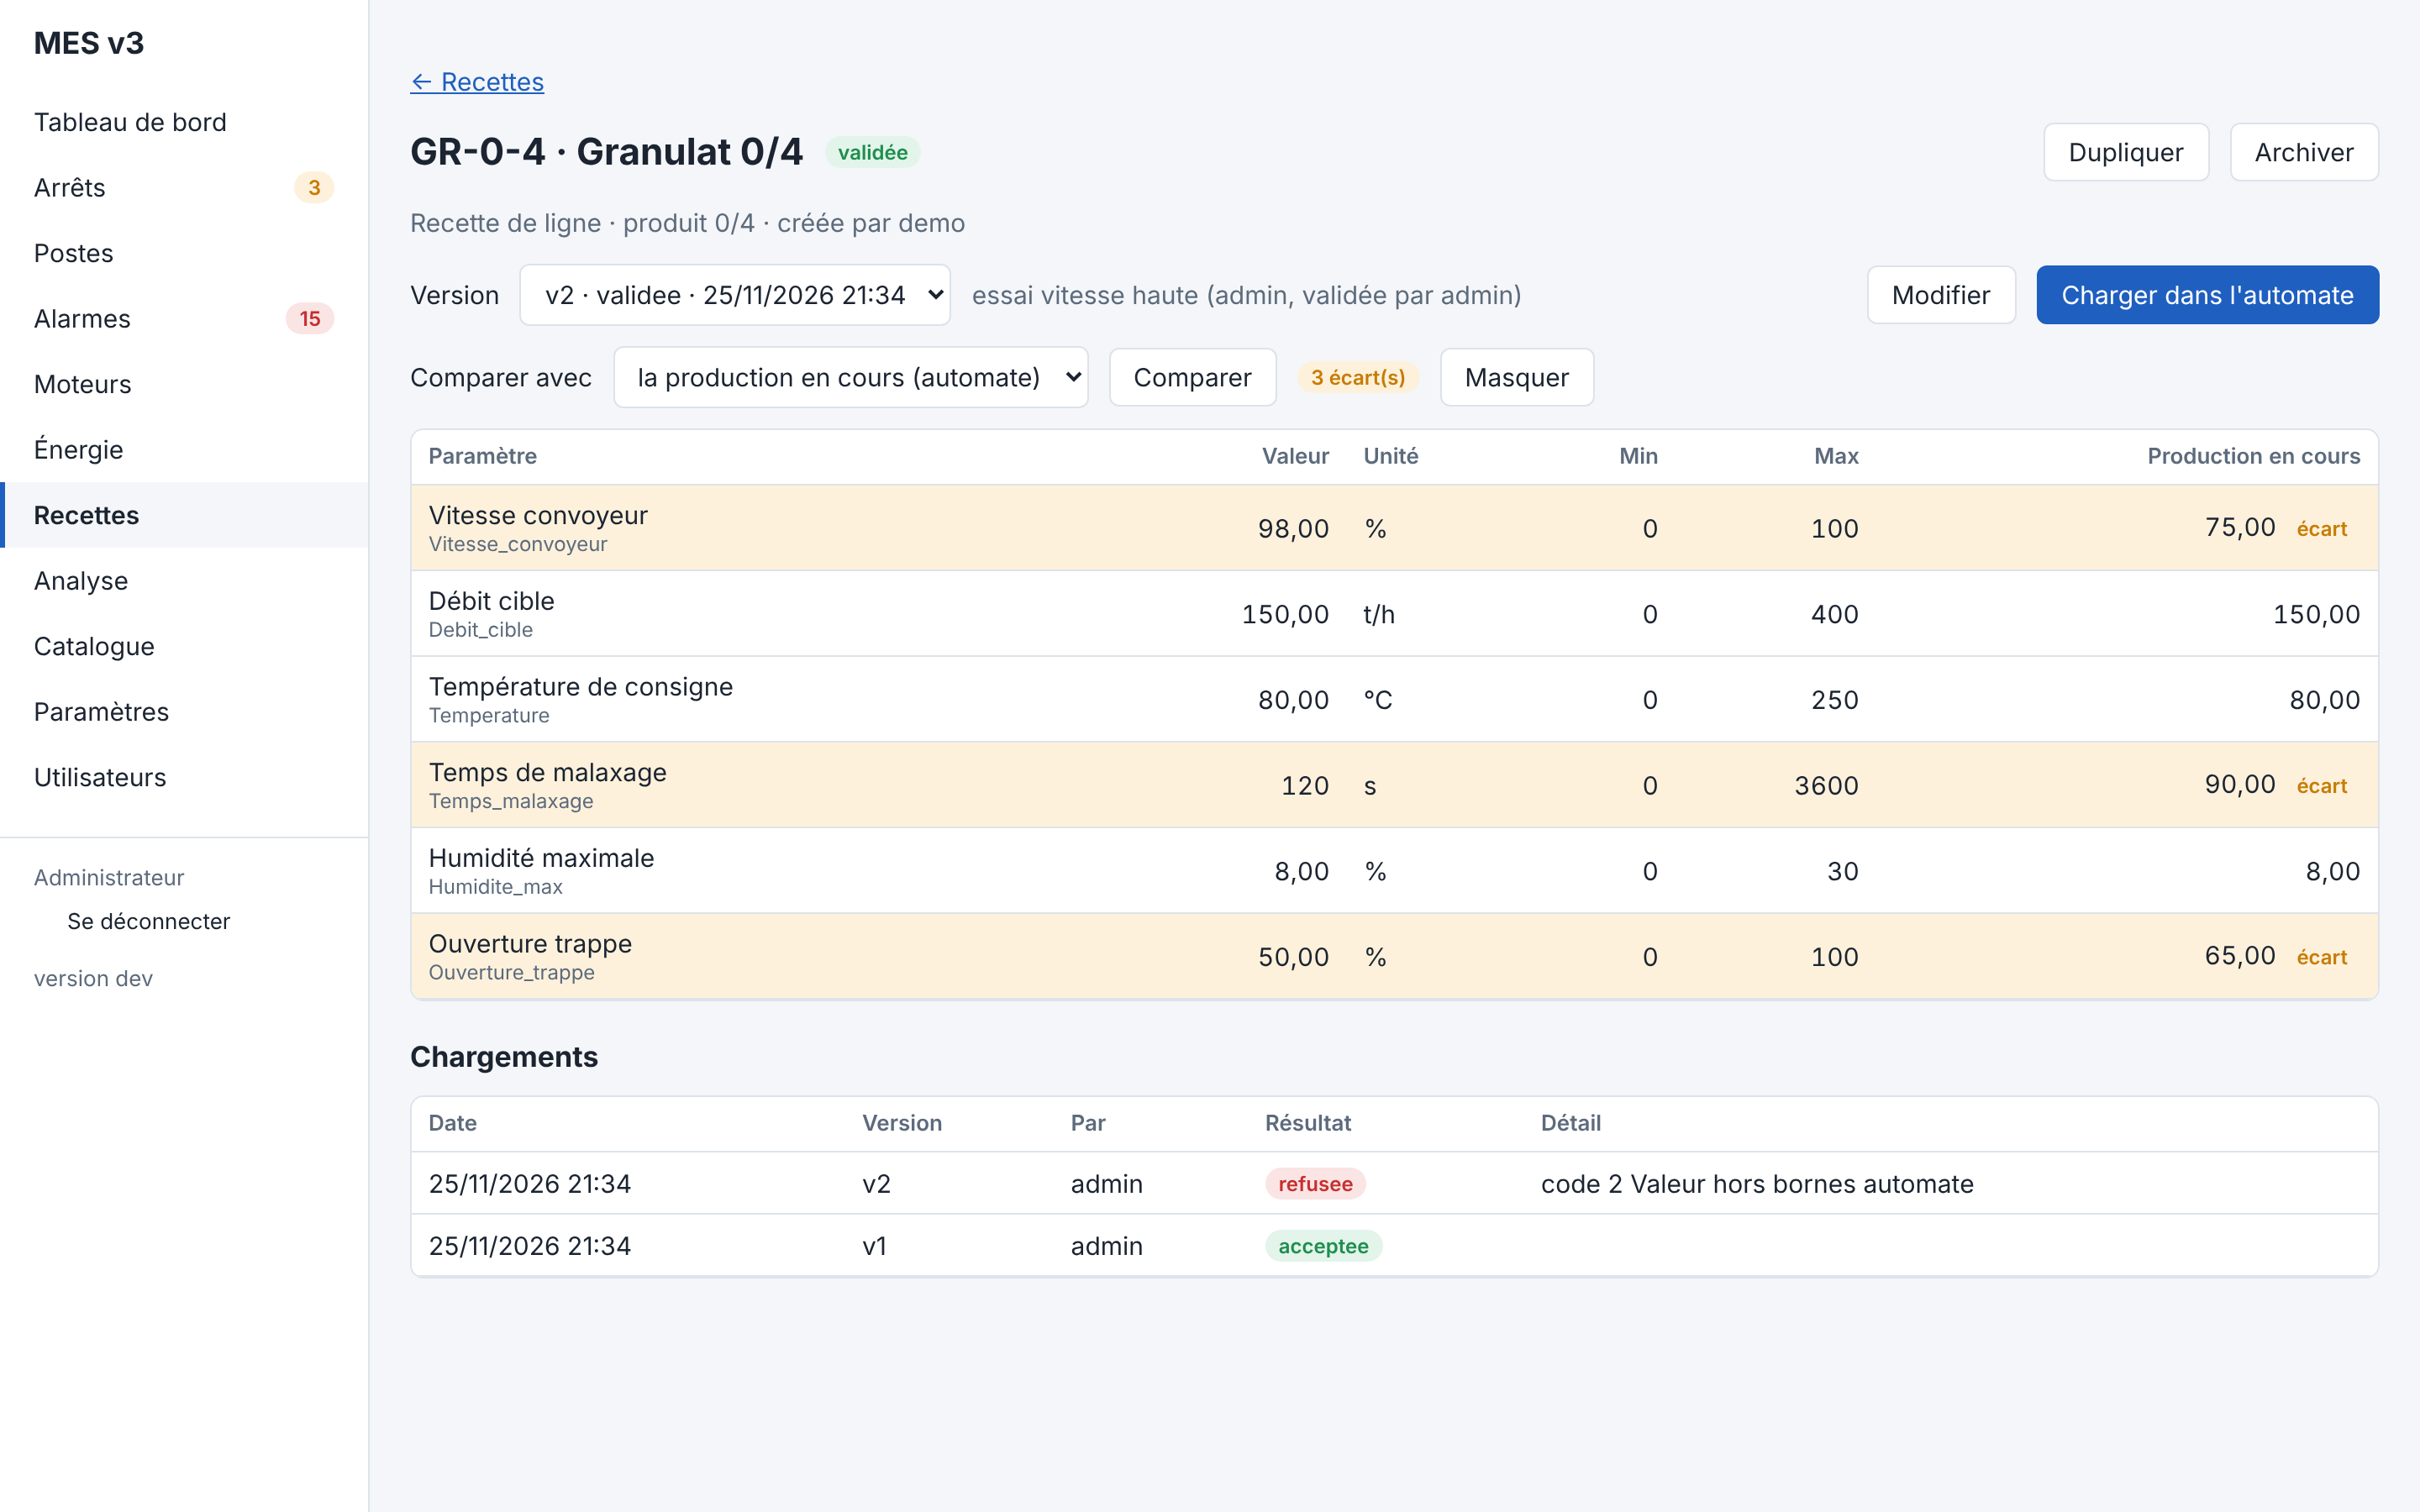 MES v3
Tableau de bord
Arrêts 3
Postes
Alarmes 15
Moteurs
Énergie
Recettes
Analyse
Catalogue
Paramètres
Utilisateurs
Administrateur
Se déconnecter
version dev
← Recettes
GR-0-4 · Granulat 0/4 validée Dupliquer Archiver
Recette de ligne · produit 0/4 · créée par demo
Version v2 · validee · 25/11/2026 21:34 essai vitesse haute (admin, validée par admin) Modifier Charger dans l'automate
Comparer avec la production en cours (automate) Comparer 3 écart(s) Masquer
Paramètre Valeur Unité Min Max Production en cours
Vitesse convoyeur 98,00 % 0 100 75,00 écart
Vitesse_convoyeur
Débit cible 150,00 t/h 0 400 150,00
Debit_cible
Température de consigne 80,00 °C 0 250 80,00
Temperature
Temps de malaxage 120 s 0 3600 90,00 écart
Temps_malaxage
Humidité maximale 8,00 % 0 30 8,00
Humidite_max
Ouverture trappe 50,00 % 0 100 65,00 écart
Ouverture_trappe
Chargements
Date Version Par Résultat Détail
25/11/2026 21:34 v2 admin refusee code 2 Valeur hors bornes automate
25/11/2026 21:34 v1 admin acceptee